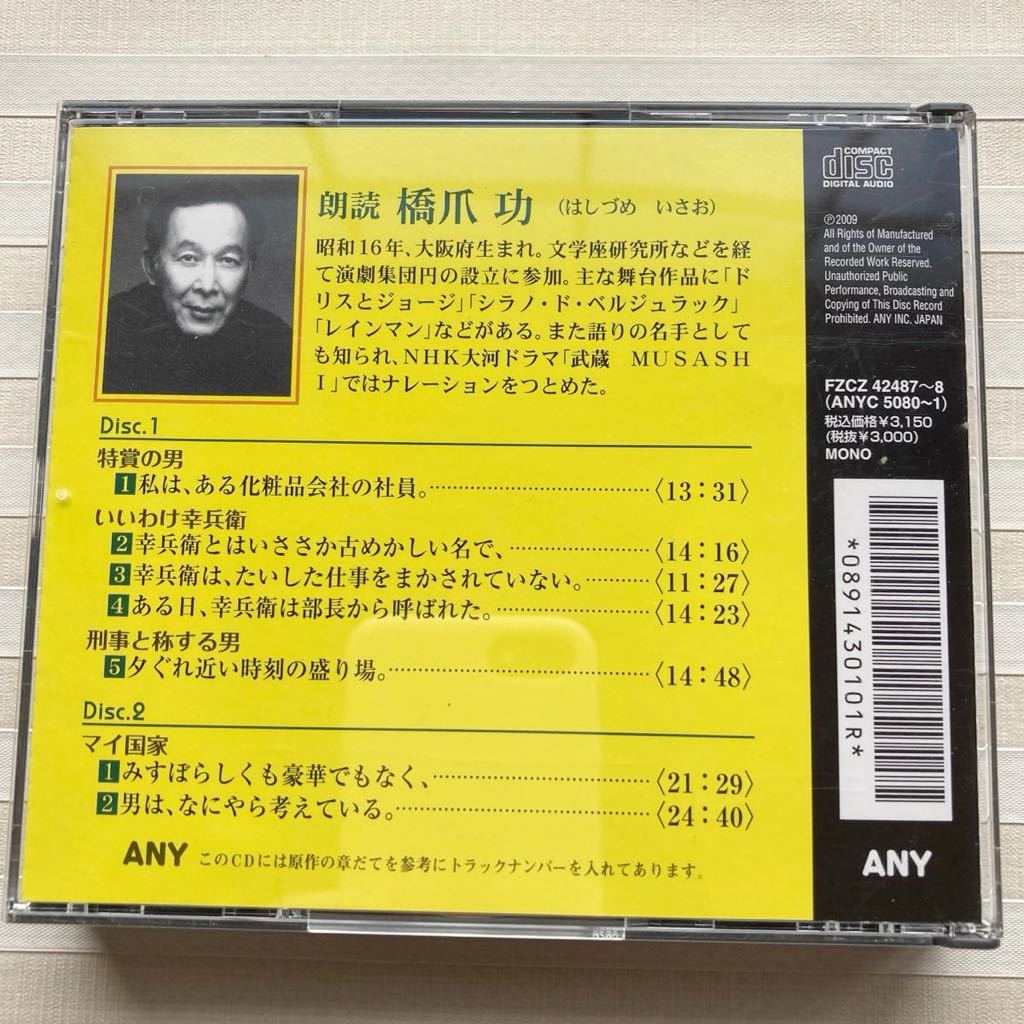 朗読 橋爪 功 （はしづめ いさお）
昭和16年、大阪府生まれ。文学座研究所などを経
て演劇集団円の設立に参加。主な舞台作品に「ド
リスとジョージ」「シラノ・ド・ベルジュラック」
「レインマン」などがある。また語りの名手として
も知られ、NHK大河ドラマ「武蔵 MUSASH
I」ではナレーションをつとめた。
Disc.1
特賞の男
1 私は、ある化粧品会社の社員。……〈13：31〉
いいわけ幸兵衛
2 幸兵衛とはいささか古めかしい名で、……〈14：16〉
3 幸兵衛は、たいした仕事をまかされていない。……〈11：27〉
4 ある日、幸兵衛は部長から呼ばれた。……〈14：23〉
刑事と称する男
5 夕ぐれ近い時刻の盛り場。……〈14：48〉
Disc.2
マイ国家
1 みすぼらしくも豪華でもなく、……〈21：29〉
2 男は、なにやら考えている。……〈24：40〉
ANY このCDには原作の章だてを参考にトラックナンバーを入れてあります。
COMPACT
disc
DIGITAL AUDIO
Ⓟ2009
All Rights of Manufactured
and of the Owner of the
Recorded Work Reserved.
Unauthorized Public
Performance, Broadcasting and
Copying of This Disc Record
Prohibited. ANY INC. JAPAN
FZCZ 42487〜8
(ANYC 5080~1)
税込価格¥3,150
(税抜¥3,000)
MONO
*0891430101R*
ANY